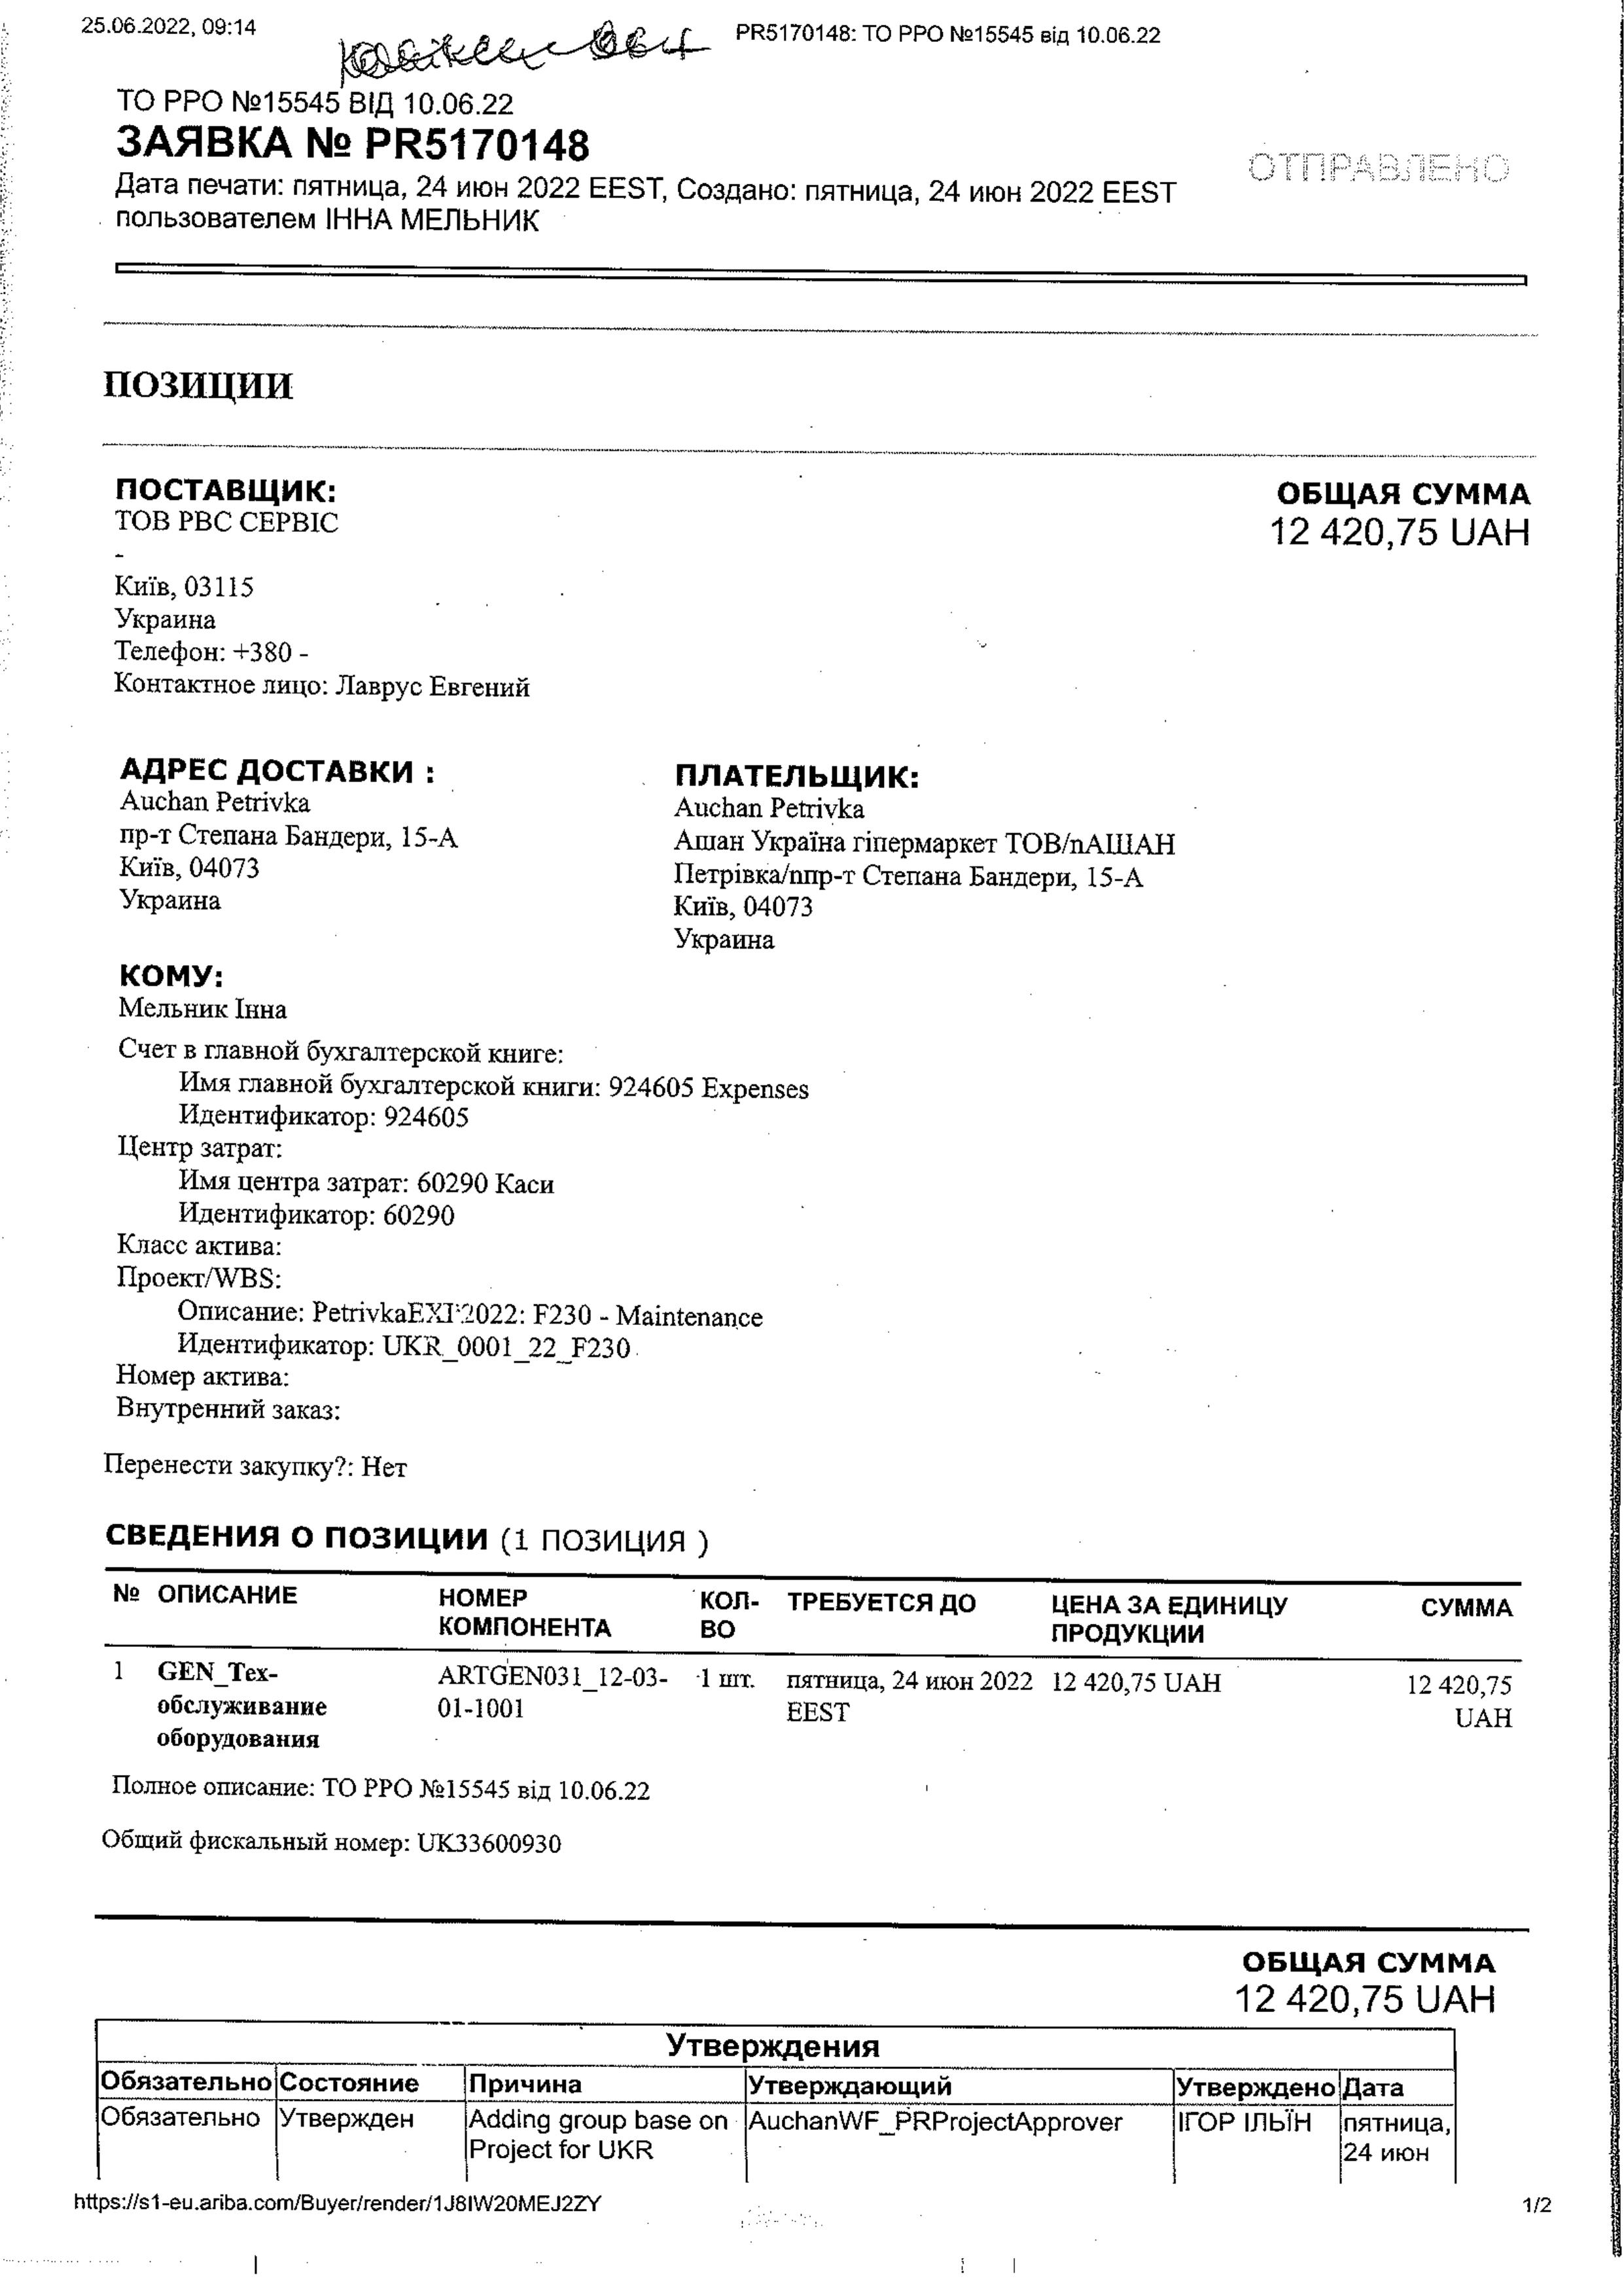 25.06.2022, 09:14
PR5170148: ТО РРО №15545 від 10.06.22
ТО РРО №15545 ВІД 10.06.22
ЗАЯВКА № PR5170148
ОТПРАВЛЕНО
Дата печати: пятница, 24 июн 2022 EEST, Создано: пятница, 24 июн 2022 EEST
пользователем ІННА МЕЛЬНИК
ПОЗИЦИИ
ПОСТАВЩИК:
ТОВ РВС СЕРВІС
-
Київ, 03115
Украина
Телефон: +380 -
Контактное лицо: Лаврус Евгений
ОБЩАЯ СУММА
12 420,75 UAH
АДРЕС ДОСТАВКИ :
Auchan Petrivka
пр-т Степана Бандери, 15-А
Київ, 04073
Украина
ПЛАТЕЛЬЩИК:
Auchan Petrivka
Ашан Україна гіпермаркет ТОВ/nАШАН
Петрівка/nпр-т Степана Бандери, 15-А
Київ, 04073
Украина
КОМУ:
Мельник Інна
Счет в главной бухгалтерской книге:
Имя главной бухгалтерской книги: 924605 Expenses
Идентификатор: 924605
Центр затрат:
Имя центра затрат: 60290 Каси
Идентификатор: 60290
Класс актива:
Проект/WBS:
Описание: PetrivkaEXP2022: F230 - Maintenance
Идентификатор: UKR_0001_22_F230
Номер актива:
Внутренний заказ:
Перенести закупку?: Нет
СВЕДЕНИЯ О ПОЗИЦИИ (1 ПОЗИЦИЯ )
№ ОПИСАНИЕ НОМЕР КОМПОНЕНТА КОЛ-ВО ТРЕБУЕТСЯ ДО ЦЕНА ЗА ЕДИНИЦУ ПРОДУКЦИИ СУММА
1 GEN_Тех- ARTGEN031_12-03- 1 шт. пятница, 24 июн 2022 12 420,75 UAH 12 420,75
обслуживание 01-1001 EEST UAH
оборудования
Полное описание: ТО РРО №15545 від 10.06.22
Общий фискальный номер: UK33600930
ОБЩАЯ СУММА
12 420,75 UAH
Утверждения
Обязательно Состояние Причина Утверждающий Утверждено Дата
Обязательно Утвержден Adding group base on AuchanWF_PRProjectApprover ІГОР ІЛЬЇН пятница,
Project for UKR 24 июн
https://s1-eu.ariba.com/Buyer/render/1J8IW20MEJ2ZY
1/2